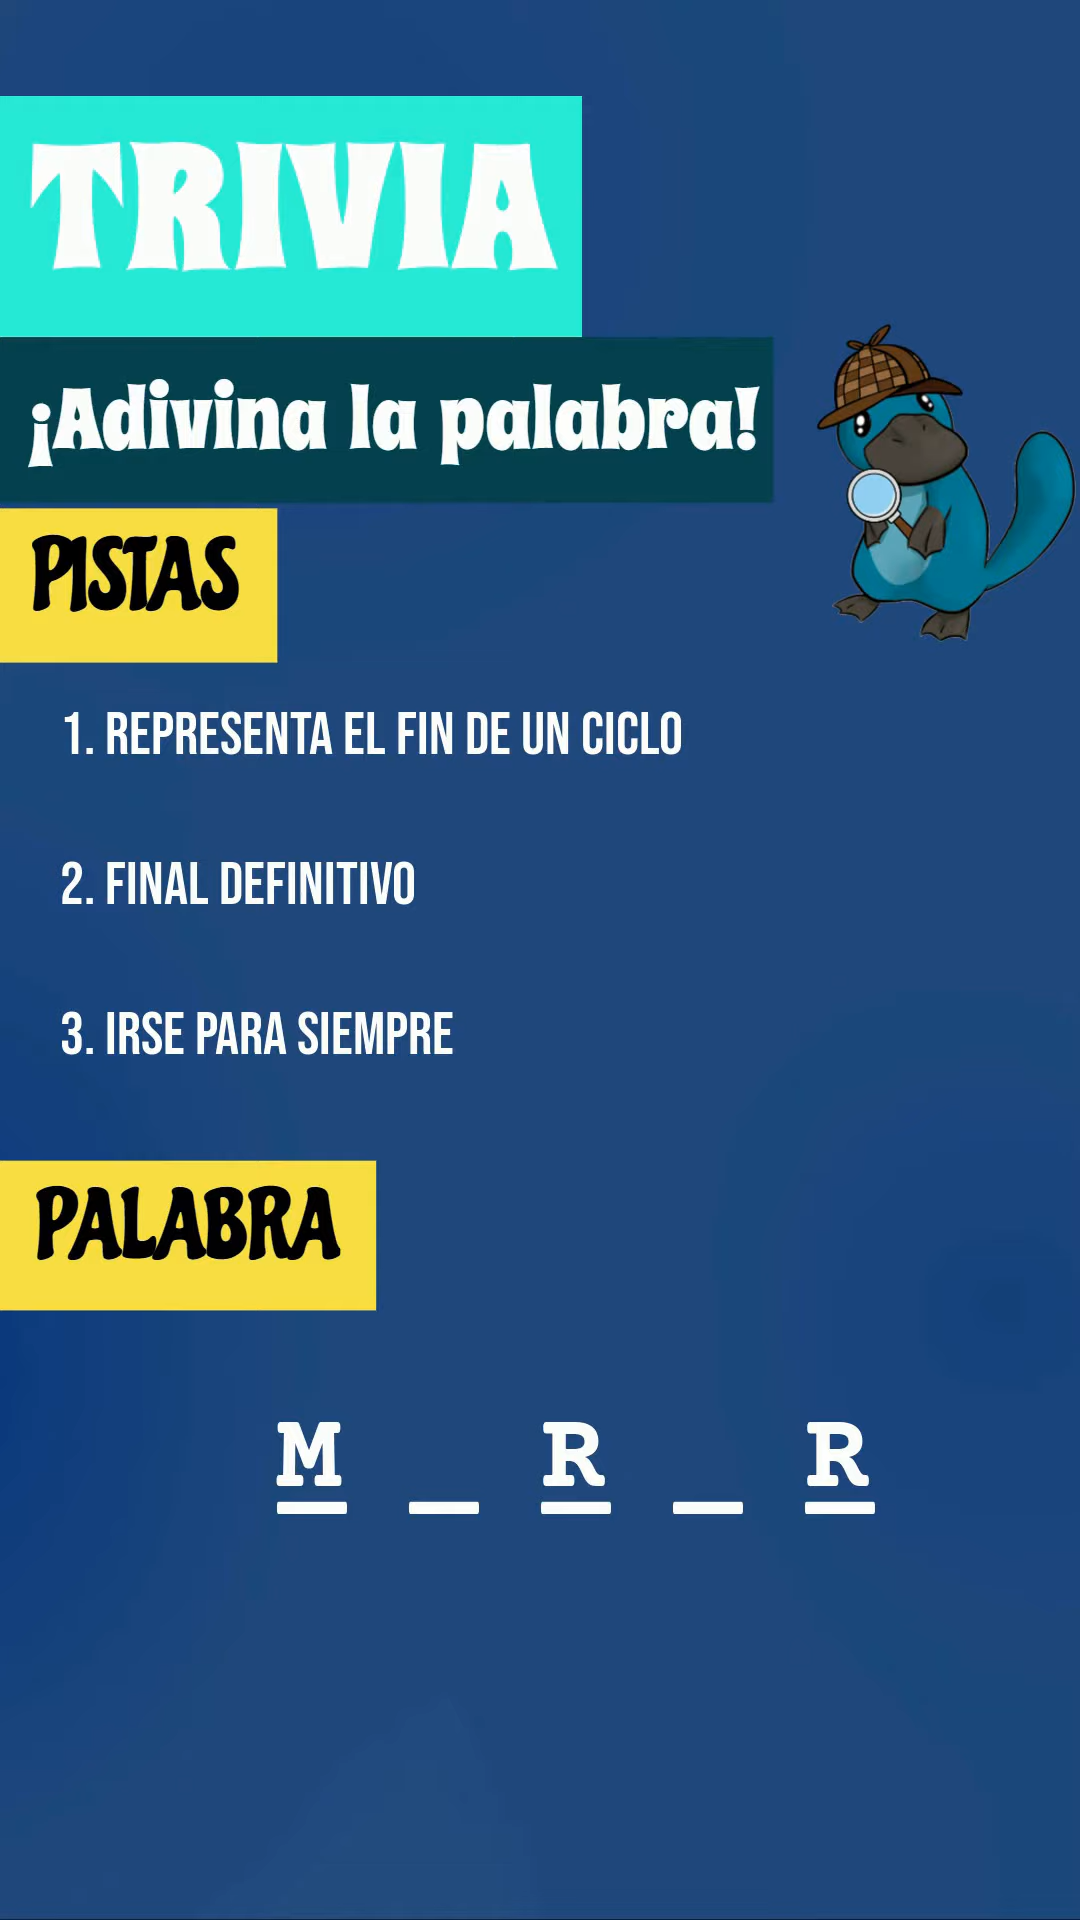 TRIVIA
¡Adivina la palabra!
PISTAS
1. REPRESENTA EL FIN DE UN CICLO
2. FINAL DEFINITIVO
3. IRSE PARA SIEMPRE
PALABRA
M _ R _ R